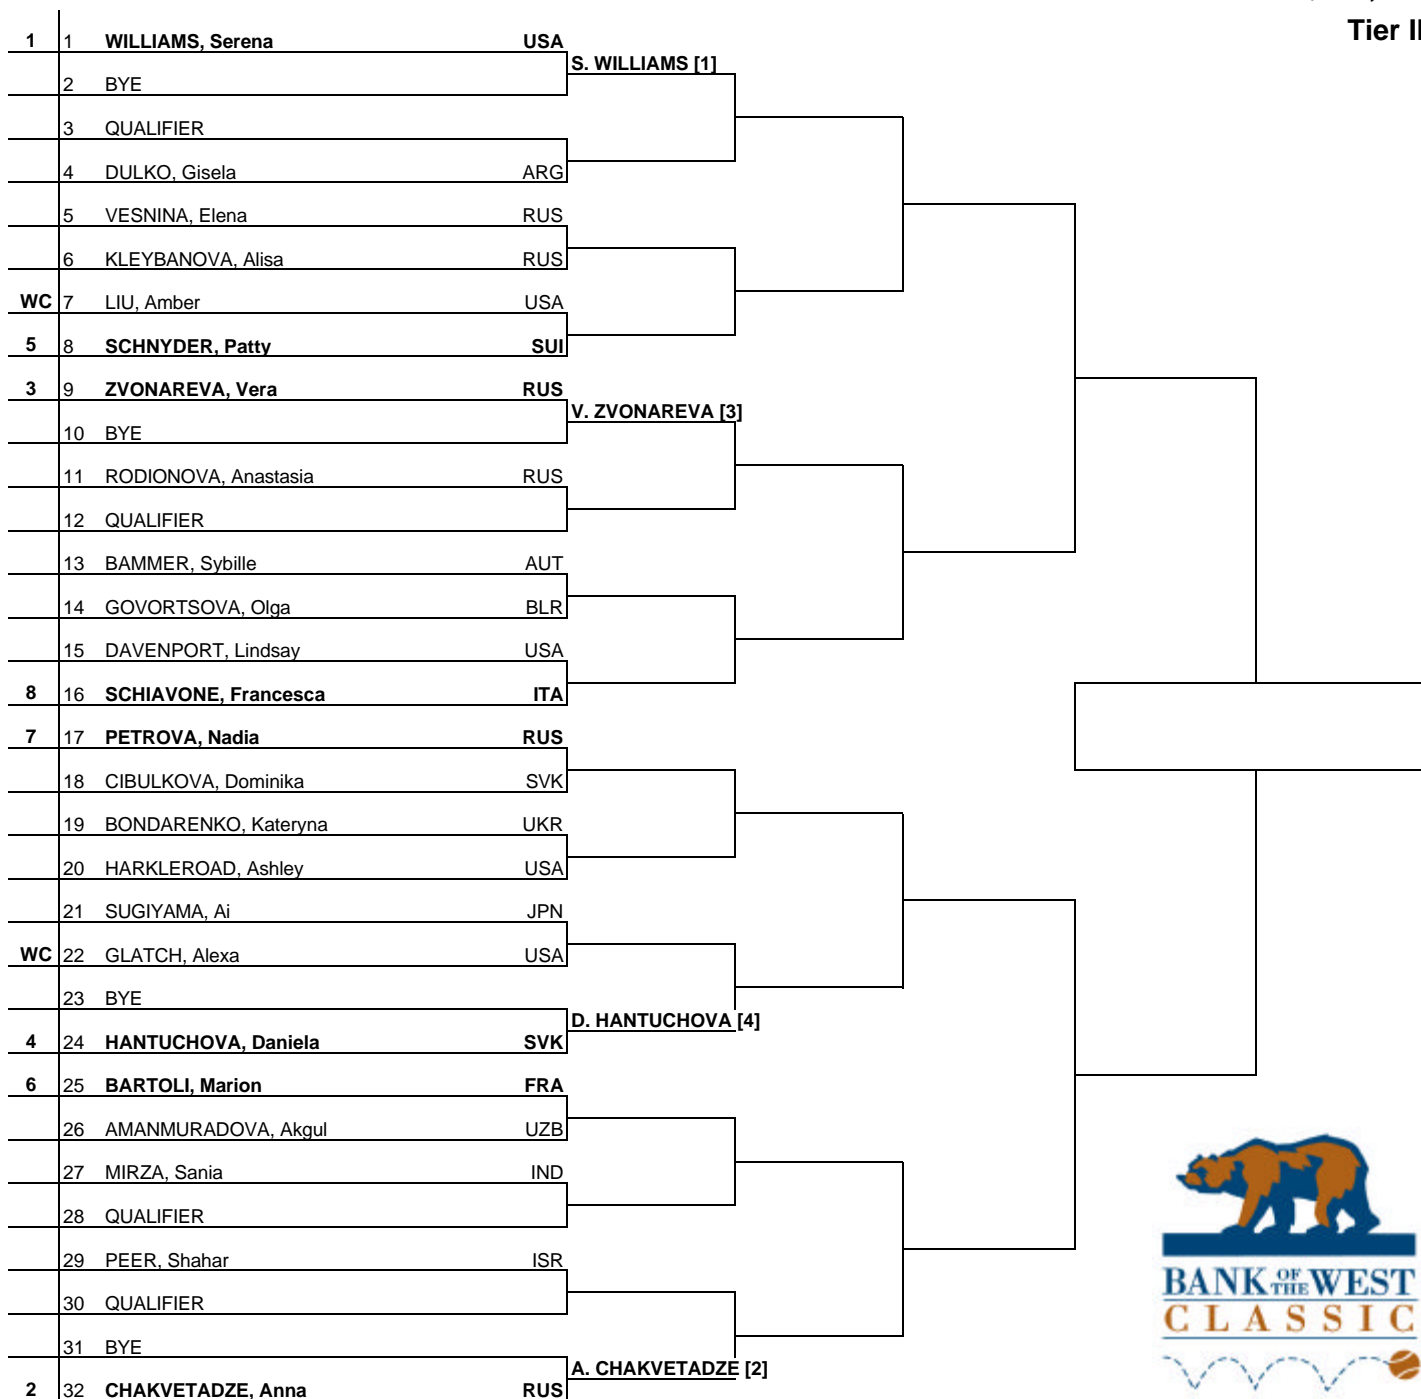 Tier II
1 1 WILLIAMS, Serena USA
S. WILLIAMS [1]
2 BYE
3 QUALIFIER
4 DULKO, Gisela ARG
5 VESNINA, Elena RUS
6 KLEYBANOVA, Alisa RUS
WC 7 LIU, Amber USA
5 8 SCHNYDER, Patty SUI
3 9 ZVONAREVA, Vera RUS
V. ZVONAREVA [3]
10 BYE
11 RODIONOVA, Anastasia RUS
12 QUALIFIER
13 BAMMER, Sybille AUT
14 GOVORTSOVA, Olga BLR
15 DAVENPORT, Lindsay USA
8 16 SCHIAVONE, Francesca ITA
7 17 PETROVA, Nadia RUS
18 CIBULKOVA, Dominika SVK
19 BONDARENKO, Kateryna UKR
20 HARKLEROAD, Ashley USA
21 SUGIYAMA, Ai JPN
WC 22 GLATCH, Alexa USA
23 BYE
D. HANTUCHOVA [4]
4 24 HANTUCHOVA, Daniela SVK
6 25 BARTOLI, Marion FRA
26 AMANMURADOVA, Akgul UZB
27 MIRZA, Sania IND
28 QUALIFIER
29 PEER, Shahar ISR
30 QUALIFIER
31 BYE
A. CHAKVETADZE [2]
2 32 CHAKVETADZE, Anna RUS
BANK OF THE WEST
CLASSIC